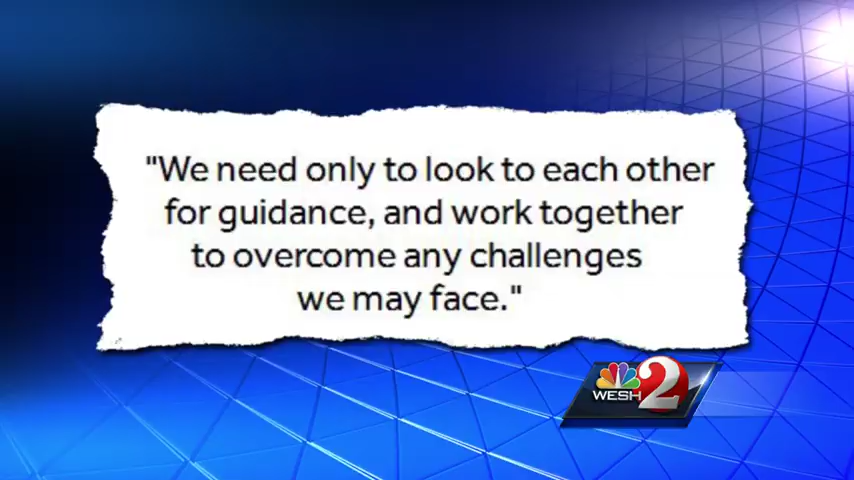 "We need only to look to each other
for guidance, and work together
to overcome any challenges
we may face."
WESH 2